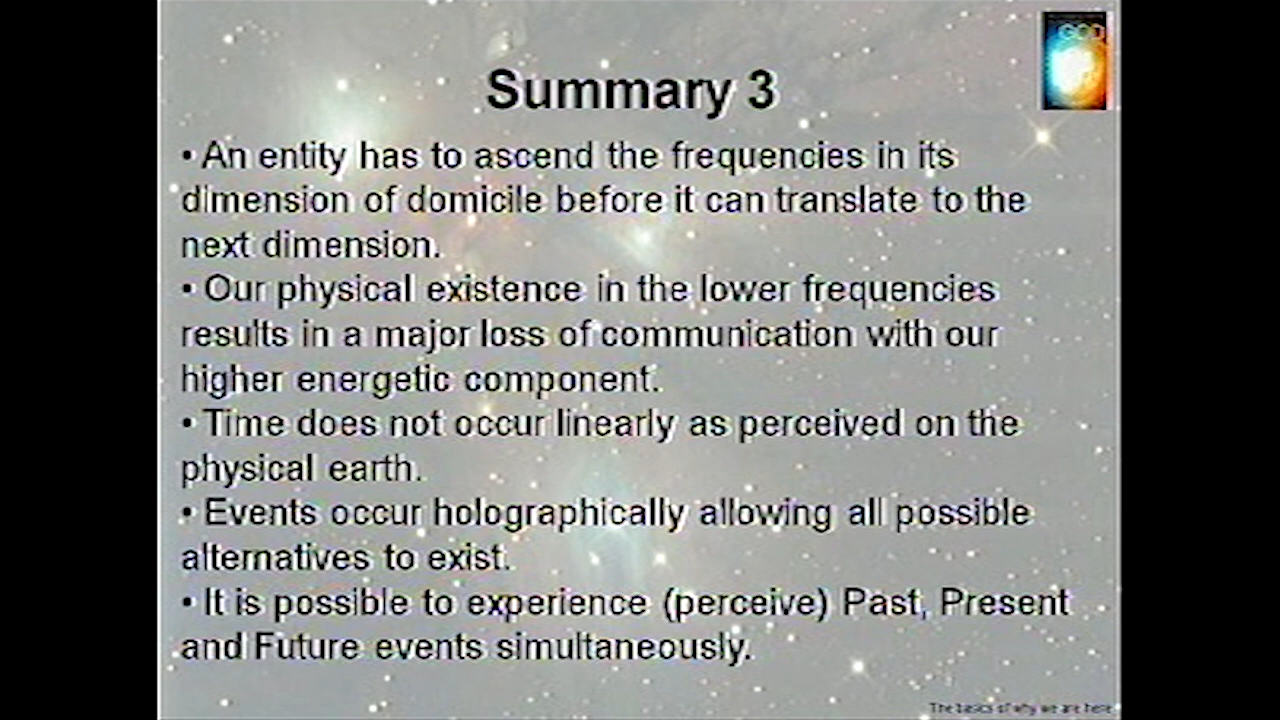 GOD
Summary 3
• An entity has to ascend the frequencies in its
dimension of domicile before it can translate to the
next dimension.
• Our physical existence in the lower frequencies
results in a major loss of communication with our
higher energetic component.
• Time does not occur linearly as perceived on the
physical earth.
• Events occur holographically allowing all possible
alternatives to exist.
• It is possible to experience (perceive) Past, Present
and Future events simultaneously.
The basics of why we are here